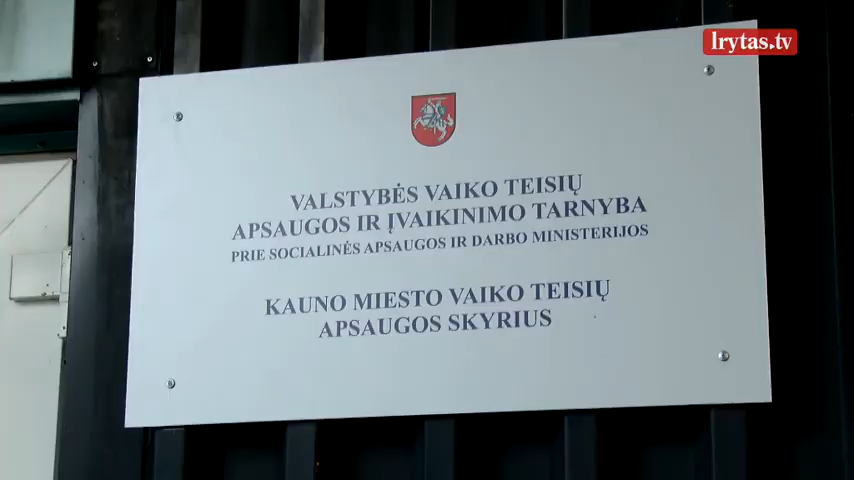 lrytas.tv
VALSTYBĖS VAIKO TEISIŲ
APSAUGOS IR ĮVAIKINIMO TARNYBA
PRIE SOCIALINĖS APSAUGOS IR DARBO MINISTERIJOS
KAUNO MIESTO VAIKO TEISIŲ
APSAUGOS SKYRIUS